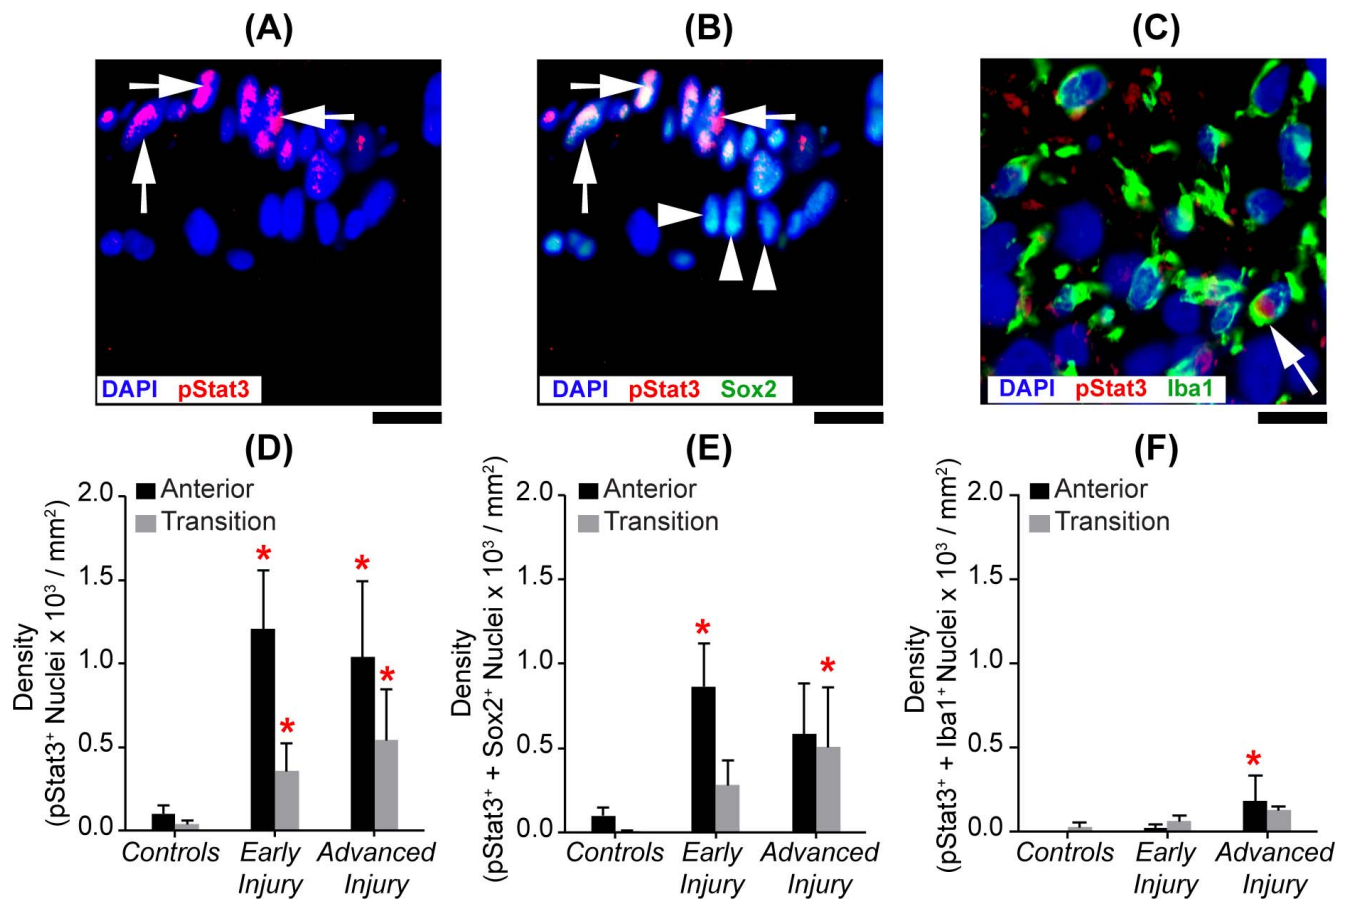 (A)
(B)
(C)
DAPI pStat3
DAPI pStat3 Sox2
DAPI pStat3 Iba1
(D)
Density
(pStat3⁺ Nuclei x 10³ / mm²)
2.0
1.5
1.0
0.5
0.0
Anterior
Transition
*
*
*
*
Controls
Early
Injury
Advanced
Injury
(E)
Density
(pStat3⁺ + Sox2⁺ Nuclei x 10³ / mm²)
2.0
1.5
1.0
0.5
0.0
Anterior
Transition
*
*
Controls
Early
Injury
Advanced
Injury
(F)
Density
(pStat3⁺ + Iba1⁺ Nuclei x 10³ / mm²)
2.0
1.5
1.0
0.5
0.0
Anterior
Transition
*
Controls
Early
Injury
Advanced
Injury